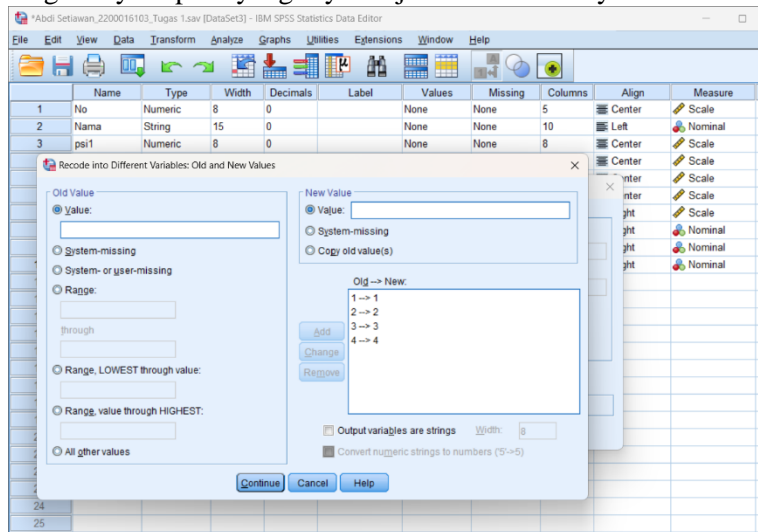 *Abdi Setiawan_2200016103_Tugas 1.sav [DataSet3] - IBM SPSS Statistics Data Editor
File Edit View Data Transform Analyze Graphs Utilities Extensions Window Help
Name Type Width Decimals Label Values Missing Columns Align Measure
1 No Numeric 8 0 None None 5 Center Scale
2 Nama String 15 0 None None 10 Left Nominal
3 psi1 Numeric 8 0 None None 8 Center Scale
Center Scale
nter Scale
nter Scale
ght Scale
ght Nominal
ght Nominal
ght Nominal
Recode into Different Variables: Old and New Values
Old Value
Value:
System-missing
System- or user-missing
Range:
through
Range, LOWEST through value:
Range, value through HIGHEST:
All other values
New Value
Value:
System-missing
Copy old value(s)
Old --> New:
1 --> 1
2 --> 2
3 --> 3
4 --> 4
Add
Change
Remove
Output variables are strings Width: 8
Convert numeric strings to numbers ('5'->5)
Continue Cancel Help
24
25